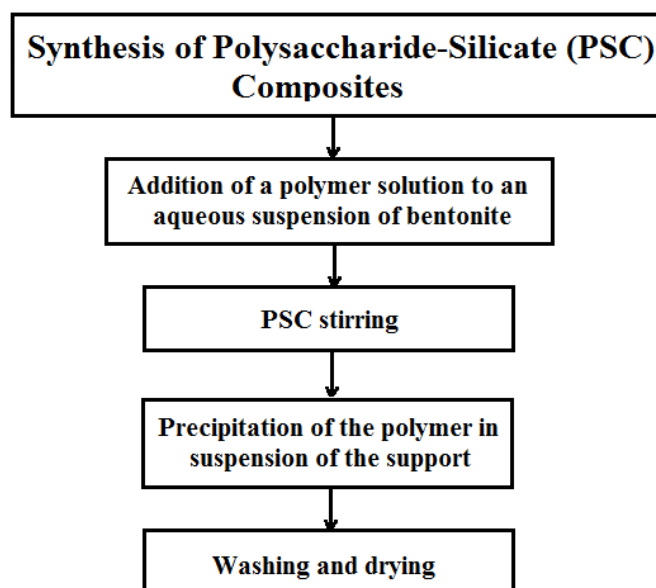 Synthesis of Polysaccharide-Silicate (PSC)
Composites
Addition of a polymer solution to an
aqueous suspension of bentonite
PSC stirring
Precipitation of the polymer in
suspension of the support
Washing and drying